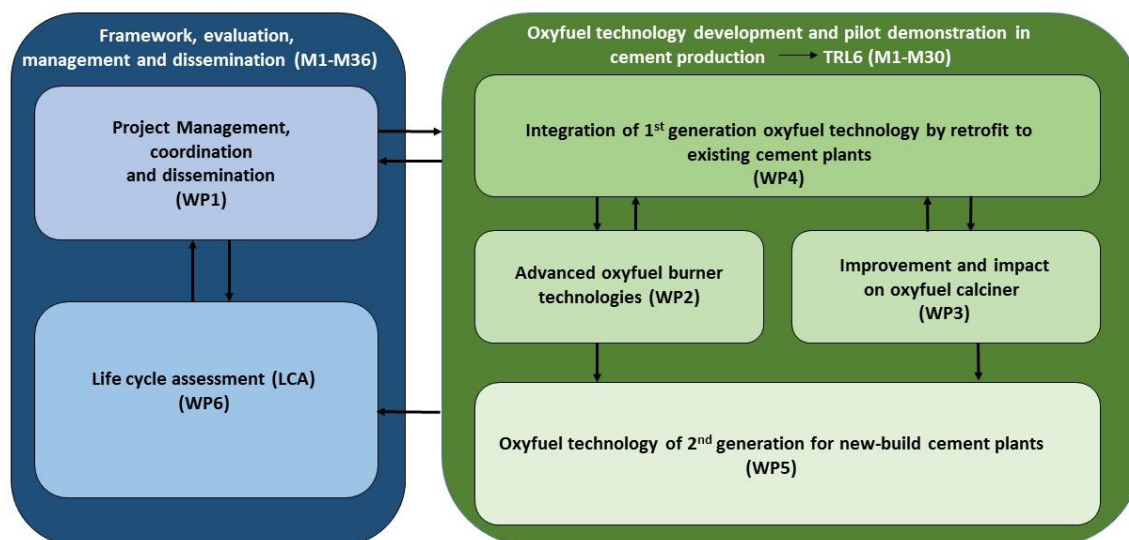 Framework, evaluation,
management and dissemination (M1-M36)
Project Management,
coordination
and dissemination
(WP1)
Life cycle assessment (LCA)
(WP6)
Oxyfuel technology development and pilot demonstration in
cement production → TRL6 (M1-M30)
Integration of 1st generation oxyfuel technology by retrofit to
existing cement plants
(WP4)
Advanced oxyfuel burner
technologies (WP2)
Improvement and impact
on oxyfuel calciner
(WP3)
Oxyfuel technology of 2nd generation for new-build cement plants
(WP5)